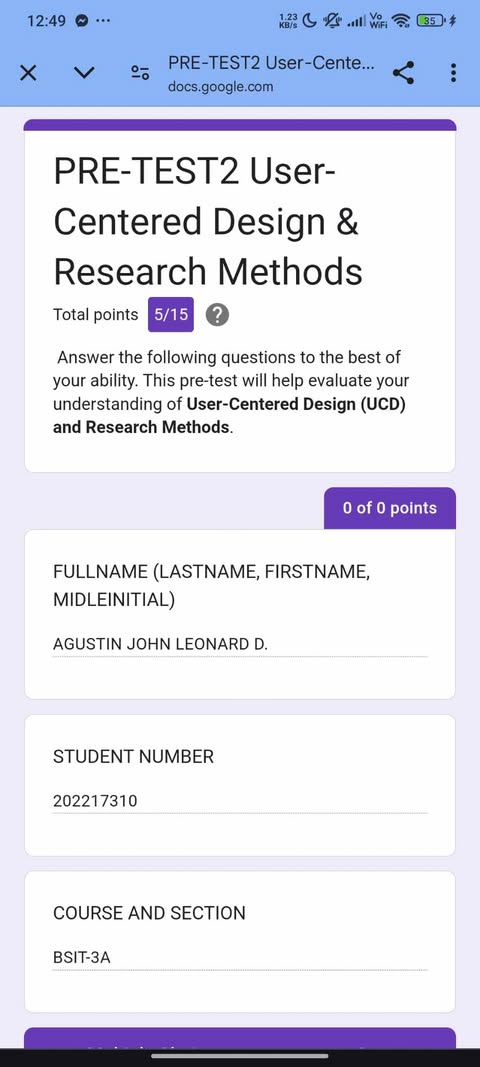 12:49 ...
1.23
KB/s
Vo
WiFi
35
PRE-TEST2 User-Cente...
docs.google.com
PRE-TEST2 User-
Centered Design &
Research Methods
Total points 5/15 ?
Answer the following questions to the best of
your ability. This pre-test will help evaluate your
understanding of User-Centered Design (UCD)
and Research Methods.
0 of 0 points
FULLNAME (LASTNAME, FIRSTNAME,
MIDLEINITIAL)
AGUSTIN JOHN LEONARD D.
STUDENT NUMBER
202217310
COURSE AND SECTION
BSIT-3A